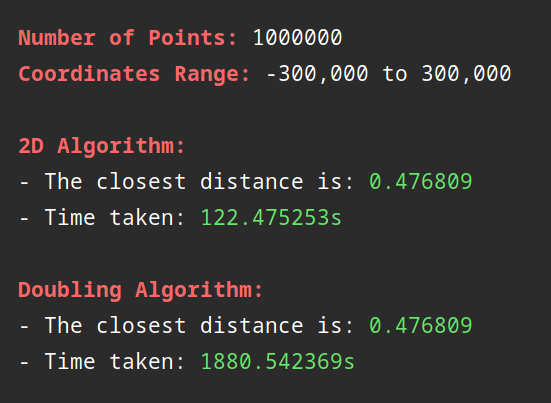 Number of Points: 1000000
Coordinates Range: -300,000 to 300,000
2D Algorithm:
- The closest distance is: 0.476809
- Time taken: 122.475253s
Doubling Algorithm:
- The closest distance is: 0.476809
- Time taken: 1880.542369s